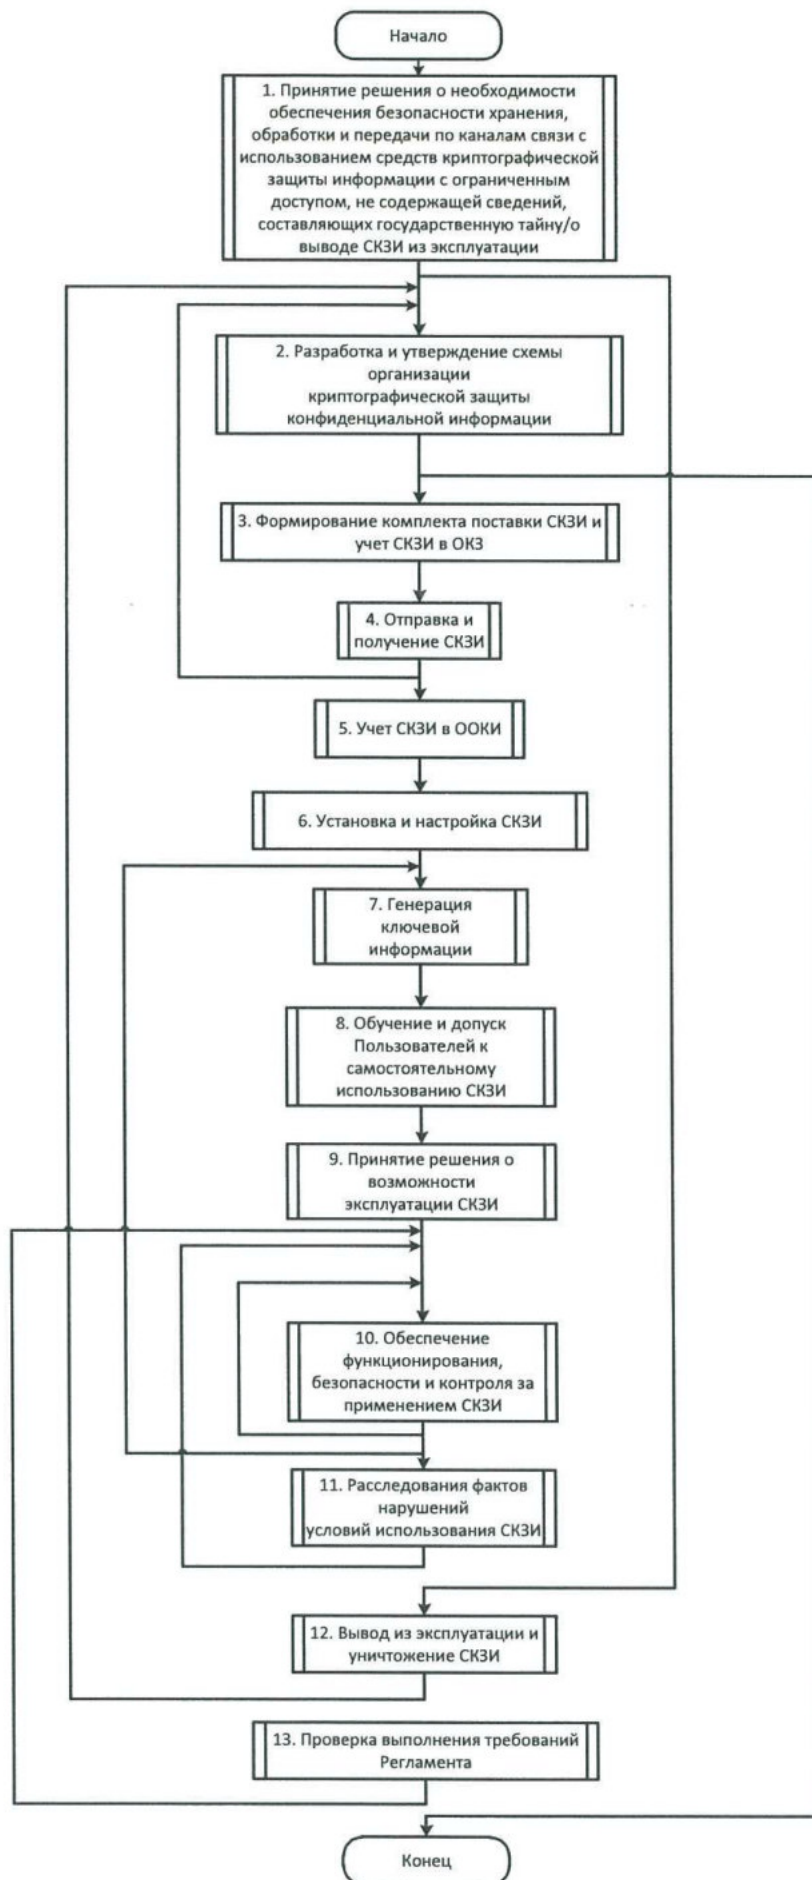 Начало
1. Принятие решения о необходимости
обеспечения безопасности хранения,
обработки и передачи по каналам связи с
использованием средств криптографической
защиты информации с ограниченным
доступом, не содержащей сведений,
составляющих государственную тайну/о
выводе СКЗИ из эксплуатации
2. Разработка и утверждение схемы
организации
криптографической защиты
конфиденциальной информации
3. Формирование комплекта поставки СКЗИ и
учет СКЗИ в ОКЗ
4. Отправка и
получение СКЗИ
5. Учет СКЗИ в ООКИ
6. Установка и настройка СКЗИ
7. Генерация
ключевой
информации
8. Обучение и допуск
Пользователей к
самостоятельному
использованию СКЗИ
9. Принятие решения о
возможности
эксплуатации СКЗИ
10. Обеспечение
функционирования,
безопасности и контроля за
применением СКЗИ
11. Расследования фактов
нарушений
условий использования СКЗИ
12. Вывод из эксплуатации и
уничтожение СКЗИ
13. Проверка выполнения требований
Регламента
Конец